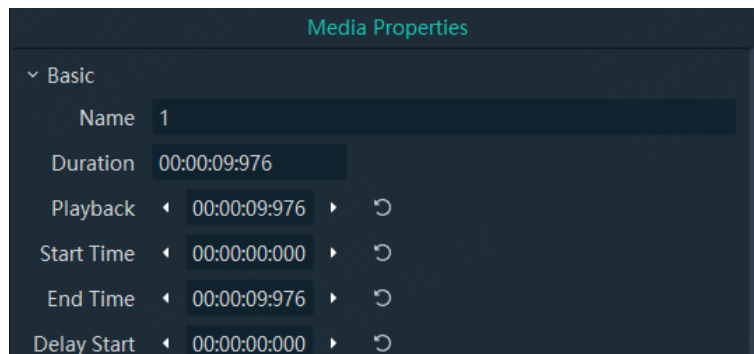 Media Properties
Basic
Name 1
Duration 00:00:09:976
Playback 00:00:09:976
Start Time 00:00:00:000
End Time 00:00:09:976
Delay Start 00:00:00:000